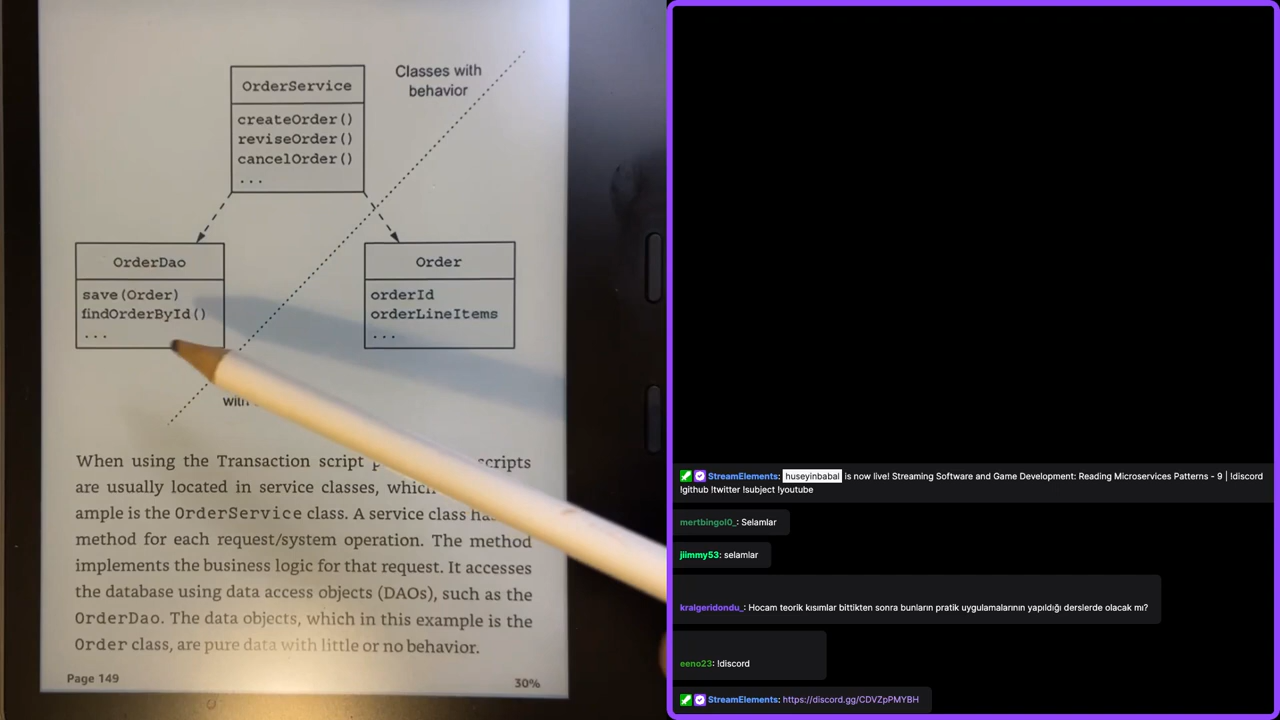 Classes with
behavior
OrderService
createOrder()
reviseOrder()
cancelOrder()
...
OrderDao
save(Order)
findOrderById()
...
Order
orderId
orderLineItems
...
When using the Transaction script scripts
are usually located in service classes,
ample is the OrderService class. A service class
method for each request/system operation. The method
implements the business logic for that request. It accesses
the database using data access objects (DAOs), such as the
OrderDao. The data objects, which in this example is the
Order class, are pure data with little or no behavior.
Page 149
30%
StreamElements: huseyinbabal is now live! Streaming Software and Game Development: Reading Microservices Patterns - 9 | !discord
!github !twitter !subject !youtube
mertbingol0_: Selamlar
jiimmy53: selamlar
kralgeridondu_: Hocam teorik kısımlar bittikten sonra bunların pratik uygulamalarının yapıldığı derslerde olacak mı?
eeno23: !discord
StreamElements: https://discord.gg/CDVZpPMYBH